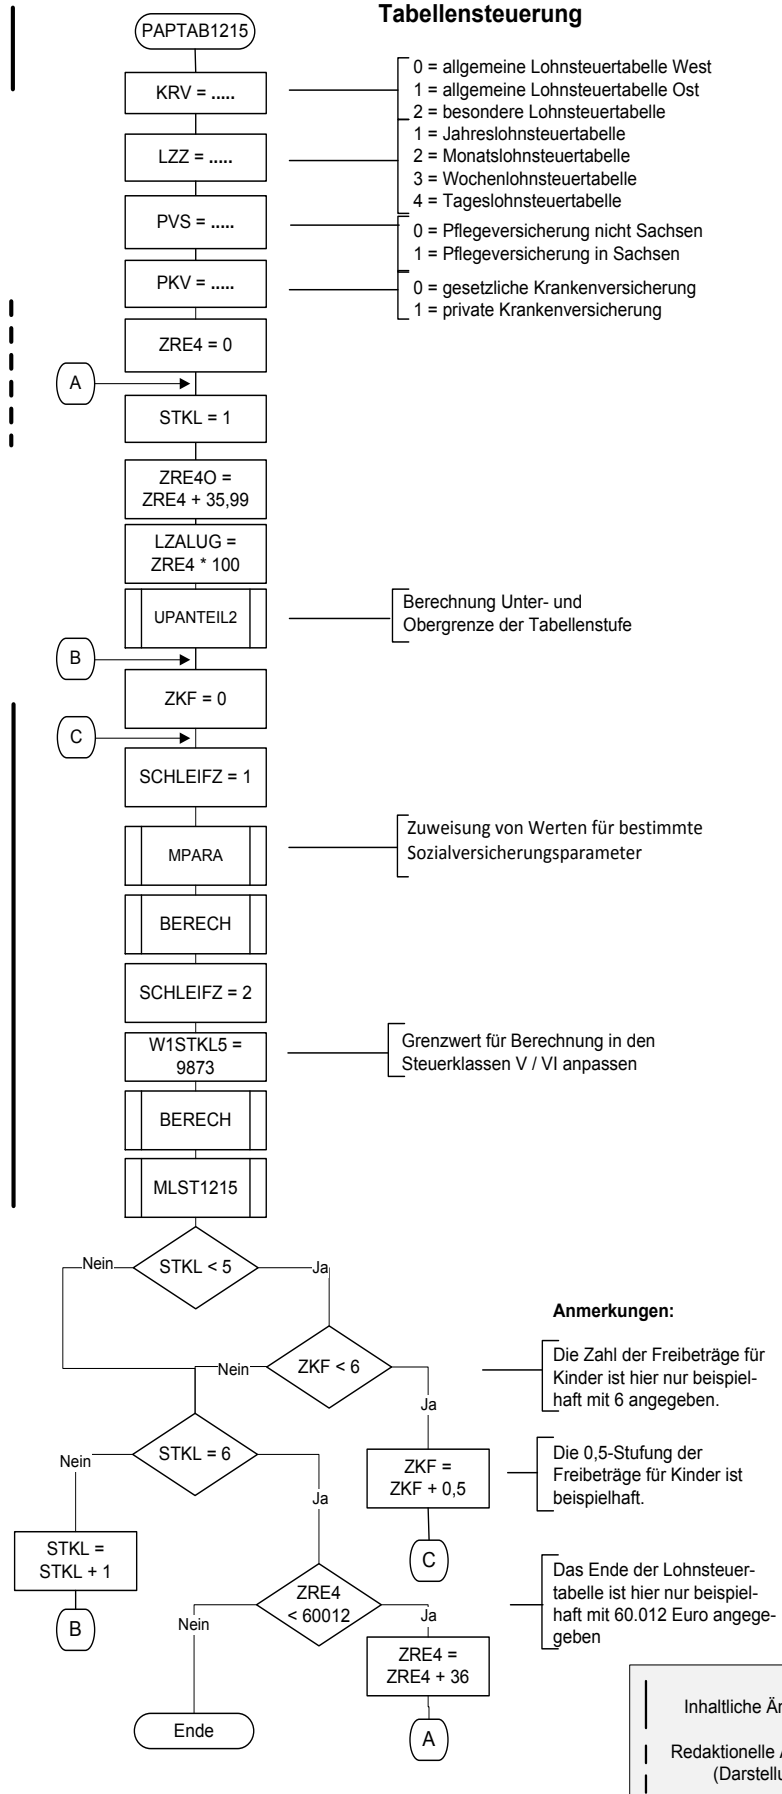 Tabellensteuerung
PAPTAB1215
KRV = .....
0 = allgemeine Lohnsteuertabelle West
1 = allgemeine Lohnsteuertabelle Ost
2 = besondere Lohnsteuertabelle
LZZ = .....
1 = Jahreslohnsteuertabelle
2 = Monatslohnsteuertabelle
3 = Wochenlohnsteuertabelle
4 = Tageslohnsteuertabelle
PVS = .....
0 = Pflegeversicherung nicht Sachsen
1 = Pflegeversicherung in Sachsen
PKV = .....
0 = gesetzliche Krankenversicherung
1 = private Krankenversicherung
ZRE4 = 0
A
STKL = 1
ZRE4O =
ZRE4 + 35,99
LZALUG =
ZRE4 * 100
UPANTEIL2
Berechnung Unter- und
Obergrenze der Tabellenstufe
B
ZKF = 0
C
SCHLEIFZ = 1
MPARA
Zuweisung von Werten für bestimmte
Sozialversicherungsparameter
BERECH
SCHLEIFZ = 2
W1STKL5 =
9873
Grenzwert für Berechnung in den
Steuerklassen V / VI anpassen
BERECH
MLST1215
STKL < 5
Nein
Ja
Anmerkungen:
ZKF < 6
Nein
Ja
Die Zahl der Freibeträge für
Kinder ist hier nur beispiel-
haft mit 6 angegeben.
STKL = 6
Nein
Ja
ZKF =
ZKF + 0,5
Die 0,5-Stufung der
Freibeträge für Kinder ist
beispielhaft.
C
STKL =
STKL + 1
B
ZRE4
< 60012
Nein
Ja
Das Ende der Lohnsteuer-
tabelle ist hier nur beispiel-
haft mit 60.012 Euro angege-
geben
ZRE4 =
ZRE4 + 36
A
Ende
Inhaltliche
Redaktionelle